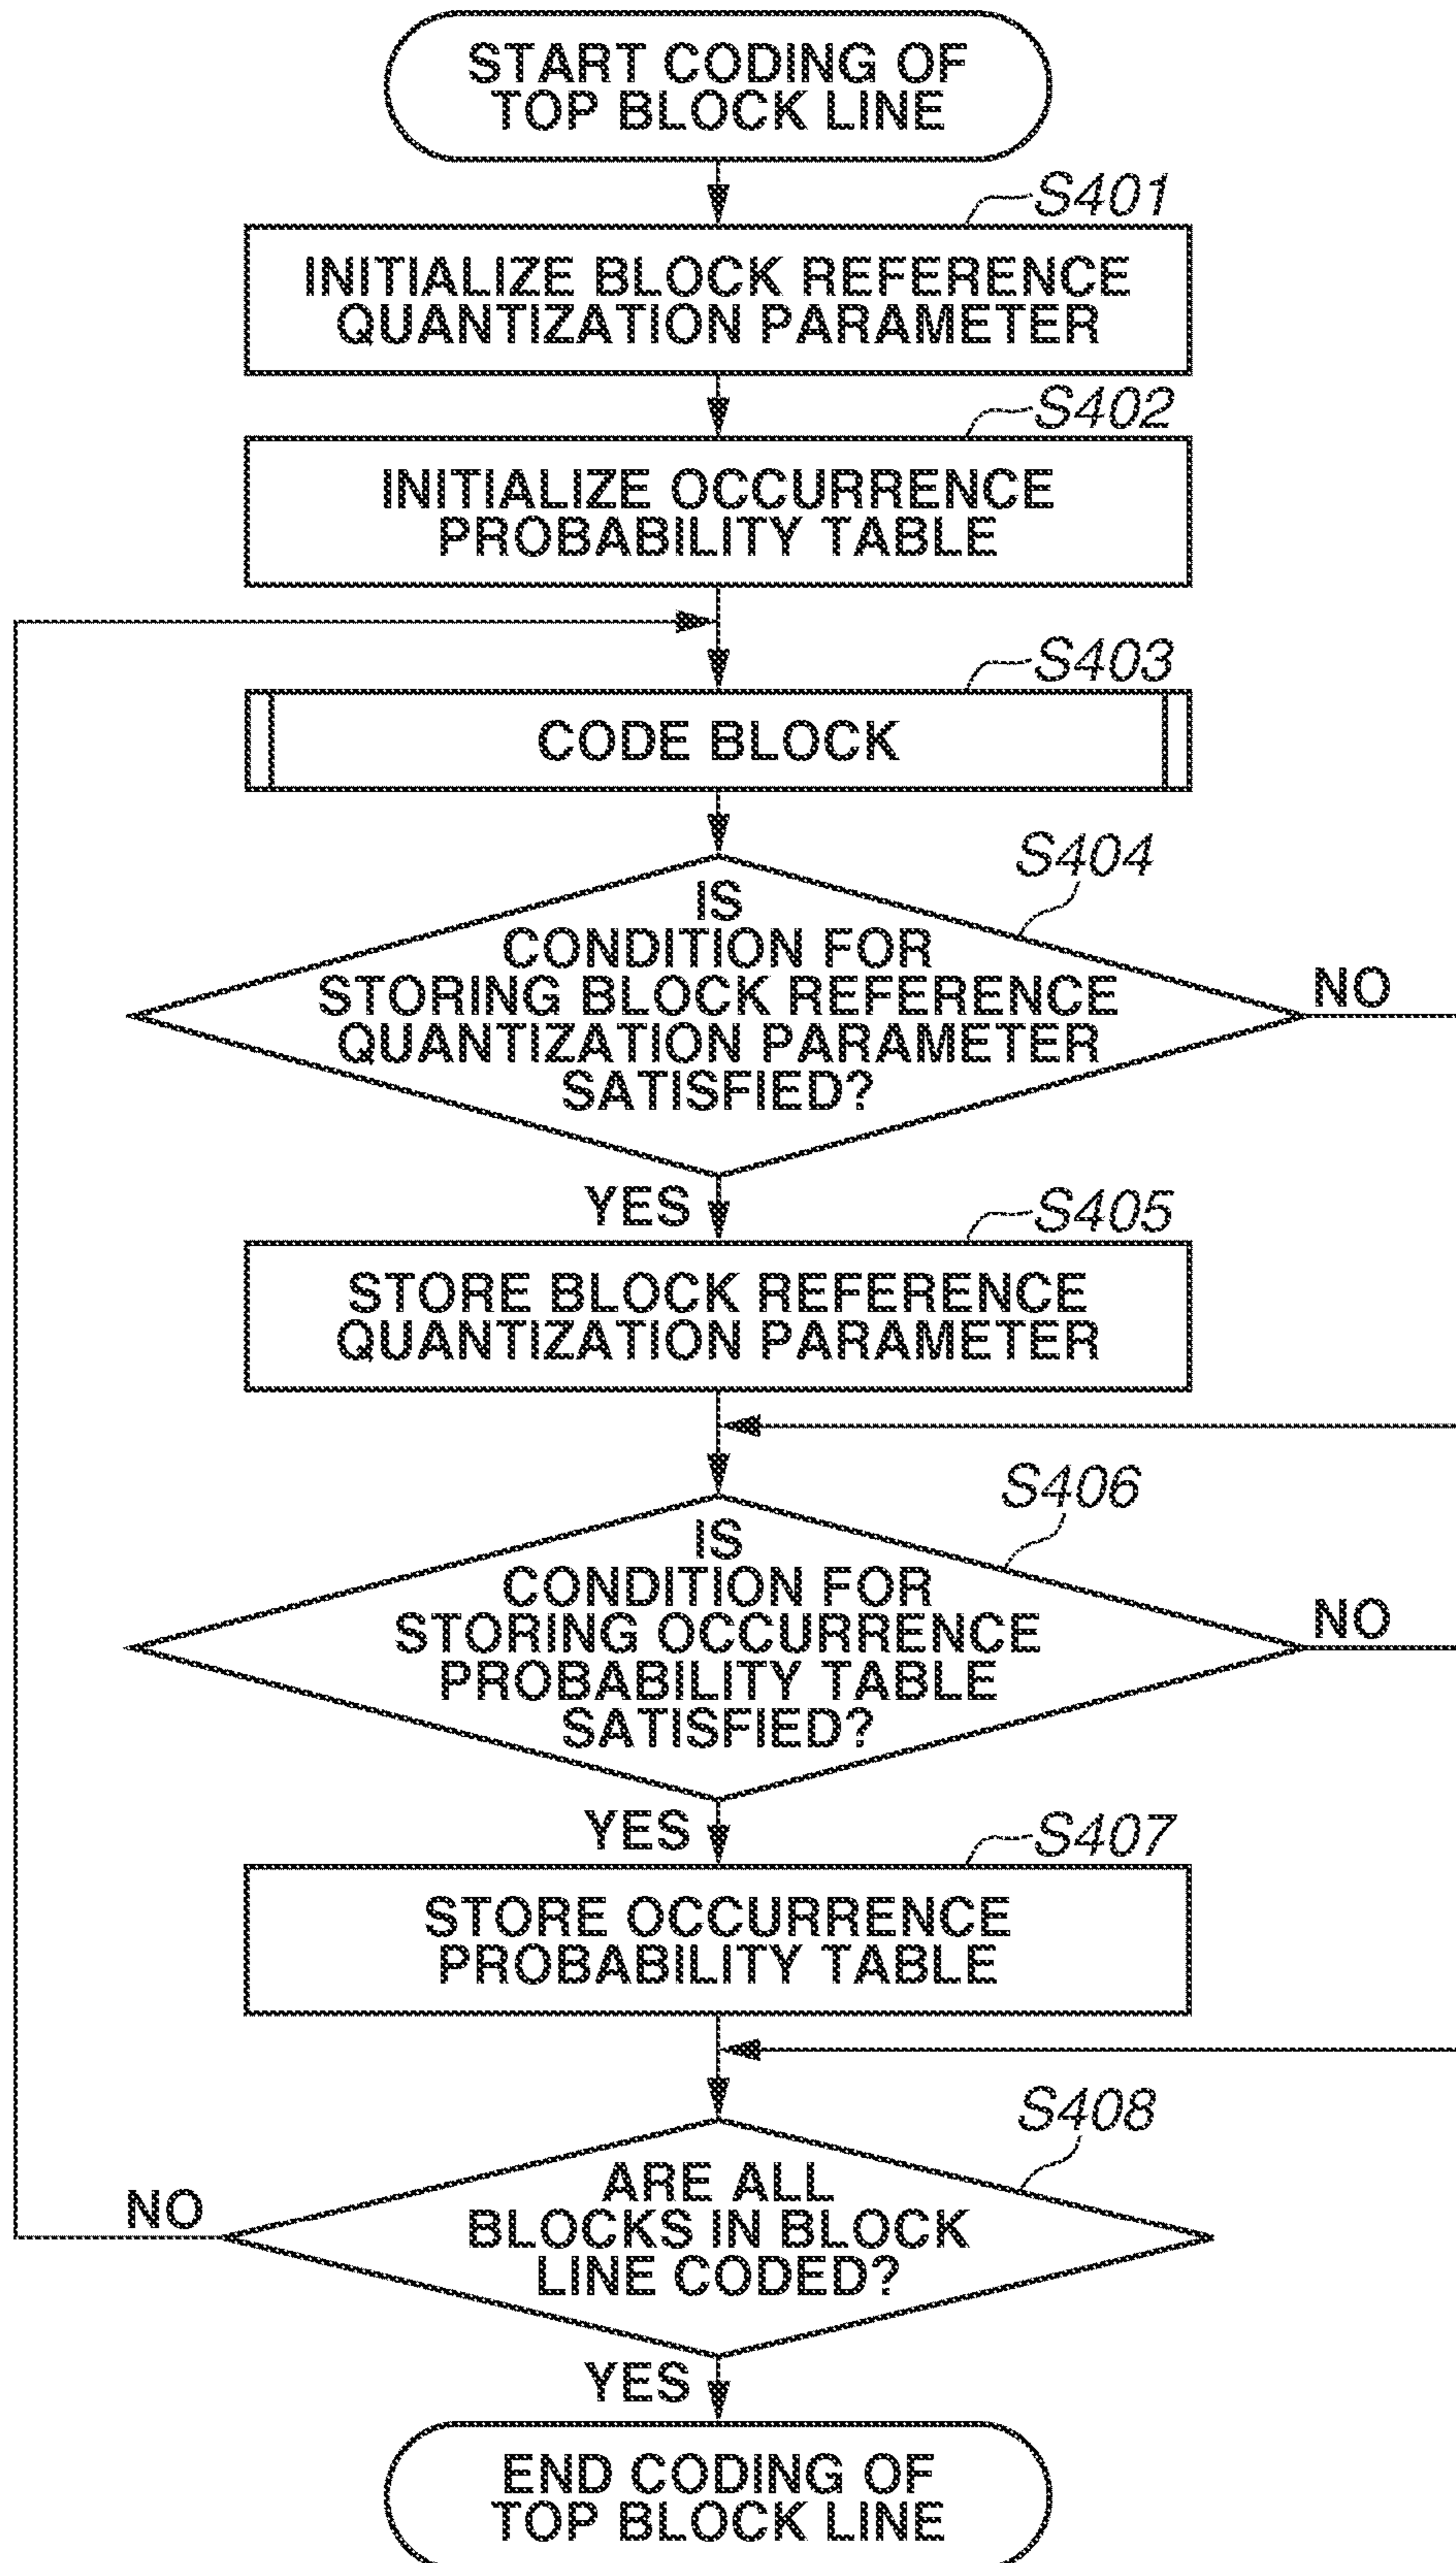 START CODING OF
TOP BLOCK LINE
S401
INITIALIZE BLOCK REFERENCE
QUANTIZATION PARAMETER
S402
INITIALIZE OCCURRENCE
PROBABILITY TABLE
S403
CODE BLOCK
S404
IS
CONDITION FOR
STORING BLOCK REFERENCE
QUANTIZATION PARAMETER
SATISFIED?
NO
YES
S405
STORE BLOCK REFERENCE
QUANTIZATION PARAMETER
S406
IS
CONDITION FOR
STORING OCCURRENCE
PROBABILITY TABLE
SATISFIED?
NO
YES
S407
STORE OCCURRENCE
PROBABILITY TABLE
S408
ARE ALL
BLOCKS IN BLOCK
LINE CODED?
NO
YES
END CODING OF
TOP BLOCK LINE